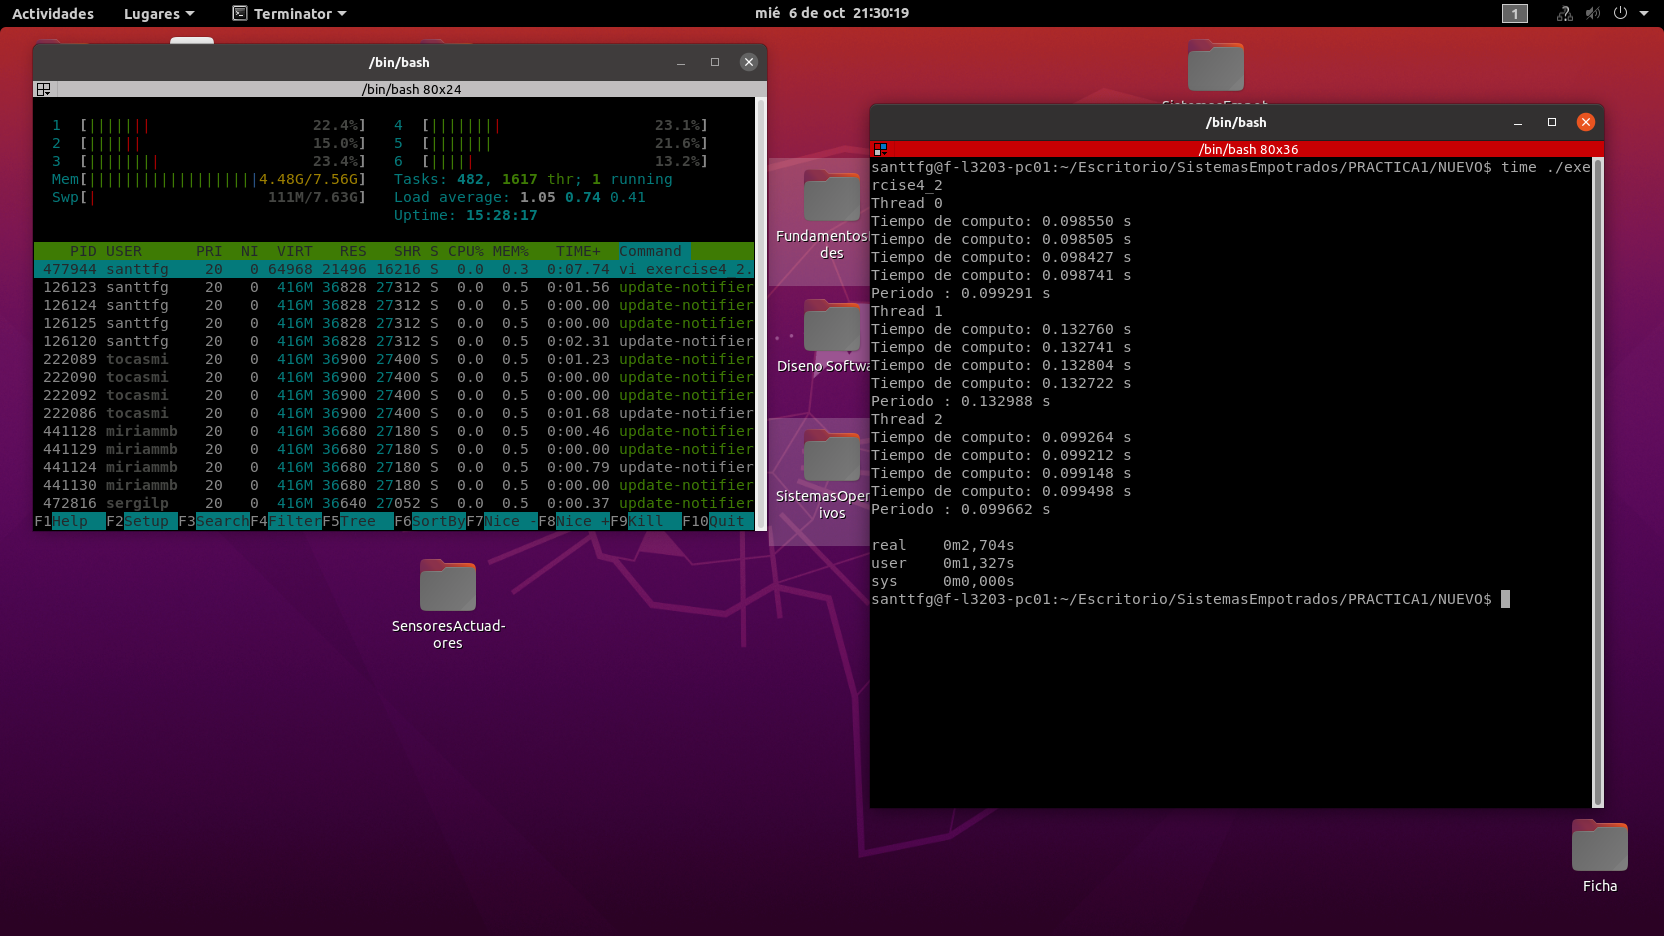 Actividades Lugares Terminator mié 6 de oct 21:30:19 1
/bin/bash
/bin/bash 80x24
1 [||||||| 22.4%] 4 [|||||||| 23.1%]
2 [|||||| 15.0%] 5 [||||||| 21.6%]
3 [|||||||| 23.4%] 6 [||||| 13.2%]
Mem[|||||||||||||||||||4.48G/7.56G] Tasks: 482, 1617 thr; 1 running
Swp[| 111M/7.63G] Load average: 1.05 0.74 0.41
Uptime: 15:28:17
PID USER PRI NI VIRT RES SHR S CPU% MEM% TIME+ Command
477944 santtfg 20 0 64968 21496 16216 S 0.0 0.3 0:07.74 vi exercise4_2.
126123 santtfg 20 0 416M 36828 27312 S 0.0 0.5 0:01.56 update-notifier
126124 santtfg 20 0 416M 36828 27312 S 0.0 0.5 0:00.00 update-notifier
126125 santtfg 20 0 416M 36828 27312 S 0.0 0.5 0:00.00 update-notifier
126120 santtfg 20 0 416M 36828 27312 S 0.0 0.5 0:02.31 update-notifier
222089 tocasmi 20 0 416M 36900 27400 S 0.0 0.5 0:01.23 update-notifier
222090 tocasmi 20 0 416M 36900 27400 S 0.0 0.5 0:00.00 update-notifier
222092 tocasmi 20 0 416M 36900 27400 S 0.0 0.5 0:00.00 update-notifier
222086 tocasmi 20 0 416M 36900 27400 S 0.0 0.5 0:01.68 update-notifier
441128 miriammb 20 0 416M 36680 27180 S 0.0 0.5 0:00.46 update-notifier
441129 miriammb 20 0 416M 36680 27180 S 0.0 0.5 0:00.00 update-notifier
441124 miriammb 20 0 416M 36680 27180 S 0.0 0.5 0:00.79 update-notifier
441130 miriammb 20 0 416M 36680 27180 S 0.0 0.5 0:00.00 update-notifier
472816 sergilp 20 0 416M 36640 27052 S 0.0 0.5 0:00.37 update-notifier
F1Help F2Setup F3SearchF4FilterF5Tree F6SortByF7Nice -F8Nice +F9Kill F10Quit
Fundamentos
des
Diseno Softwa
SistemasOper
ivos
SensoresActuad-
ores
/bin/bash
/bin/bash 80x36
santtfg@f-l3203-pc01:~/Escritorio/SistemasEmpotrados/PRACTICA1/NUEVO$ time ./exe
rcise4_2
Thread 0
Tiempo de computo: 0.098550 s
Tiempo de computo: 0.098505 s
Tiempo de computo: 0.098427 s
Tiempo de computo: 0.098741 s
Periodo : 0.099291 s
Thread 1
Tiempo de computo: 0.132760 s
Tiempo de computo: 0.132741 s
Tiempo de computo: 0.132804 s
Tiempo de computo: 0.132722 s
Periodo : 0.132988 s
Thread 2
Tiempo de computo: 0.099264 s
Tiempo de computo: 0.099212 s
Tiempo de computo: 0.099148 s
Tiempo de computo: 0.099498 s
Periodo : 0.099662 s
real 0m2,704s
user 0m1,327s
sys 0m0,000s
santtfg@f-l3203-pc01:~/Escritorio/SistemasEmpotrados/PRACTICA1/NUEVO$
Ficha